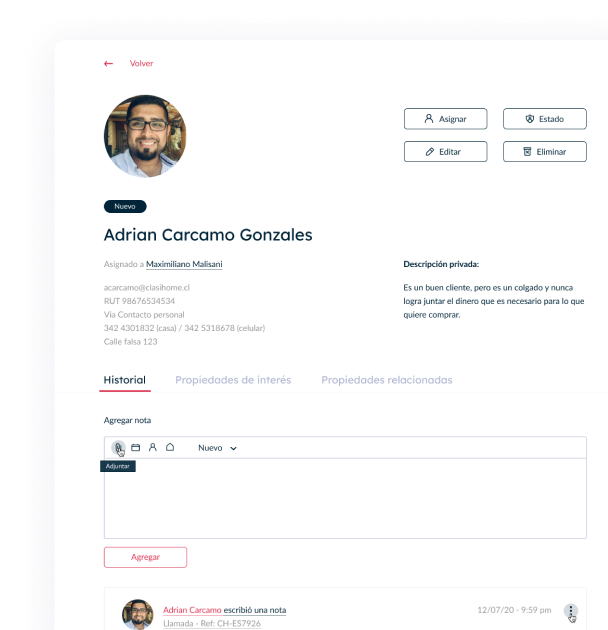 Volver
Asignar
Estado
Editar
Eliminar
Nuevo
Adrian Carcamo Gonzales
Asignado a Maximiliano Malisani
acarcamo@clasihome.cl
RUT 98676534534
Via Contacto personal
342 4301832 (casa) / 342 5318678 (celular)
Calle falsa 123
Descripción privada:
Es un buen cliente, pero es un colgado y nunca
logra juntar el dinero que es necesario para lo que
quiere comprar.
Historial Propiedades de interés Propiedades relacionadas
Agregar nota
Nuevo
Adjuntar
Agregar
Adrian Carcamo escribió una nota
12/07/20 - 9:59 pm
Llamada - Ref: CH-ES7926